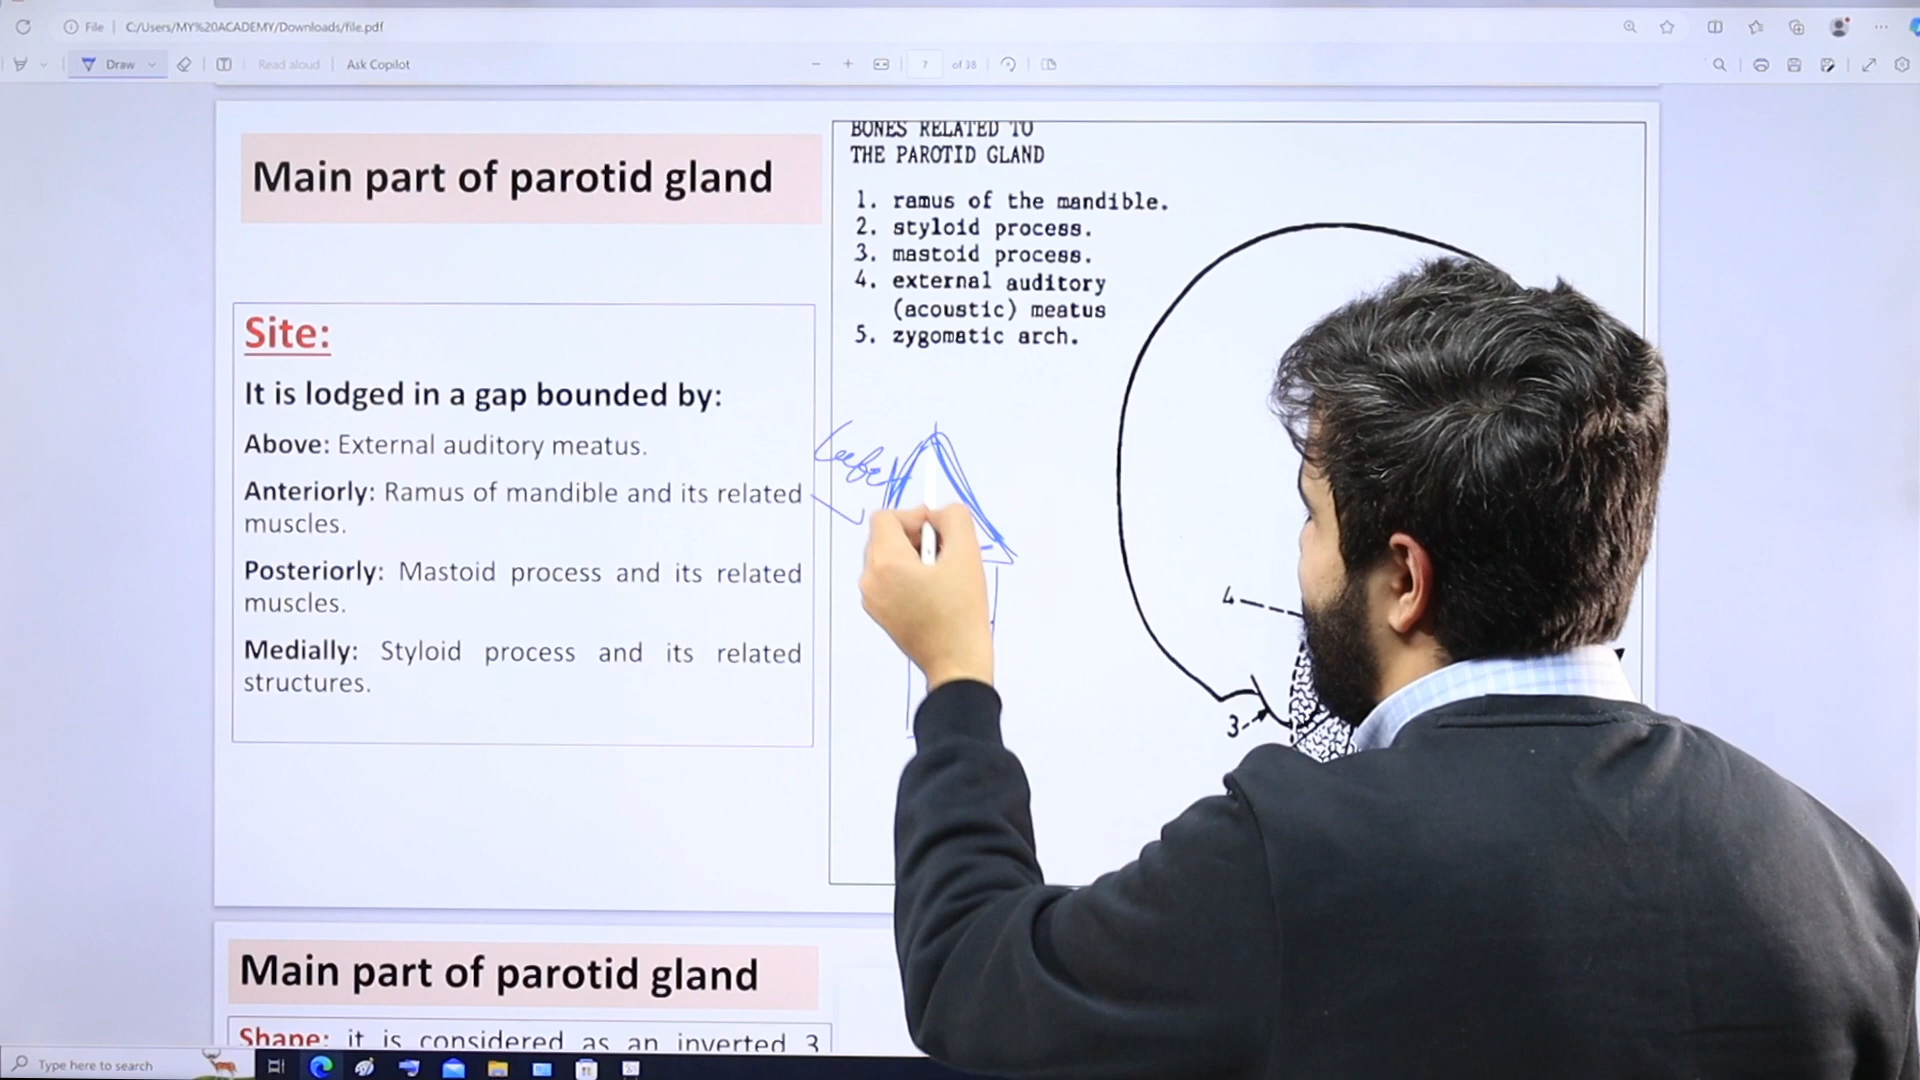 File C:/Users/MY%20ACADEMY/Downloads/file.pdf
Draw Read aloud Ask Copilot 7 of 38
Main part of parotid gland
Site:
It is lodged in a gap bounded by:
Above: External auditory meatus.
Anteriorly: Ramus of mandible and its related
muscles.
Posteriorly: Mastoid process and its related
muscles.
Medially: Styloid process and its related
structures.
BONES RELATED TO
THE PAROTID GLAND
1. ramus of the mandible.
2. styloid process.
3. mastoid process.
4. external auditory
(acoustic) meatus
5. zygomatic arch.
4
3
Main part of parotid gland
Shape: it is considered as an inverted 3
Type here to search